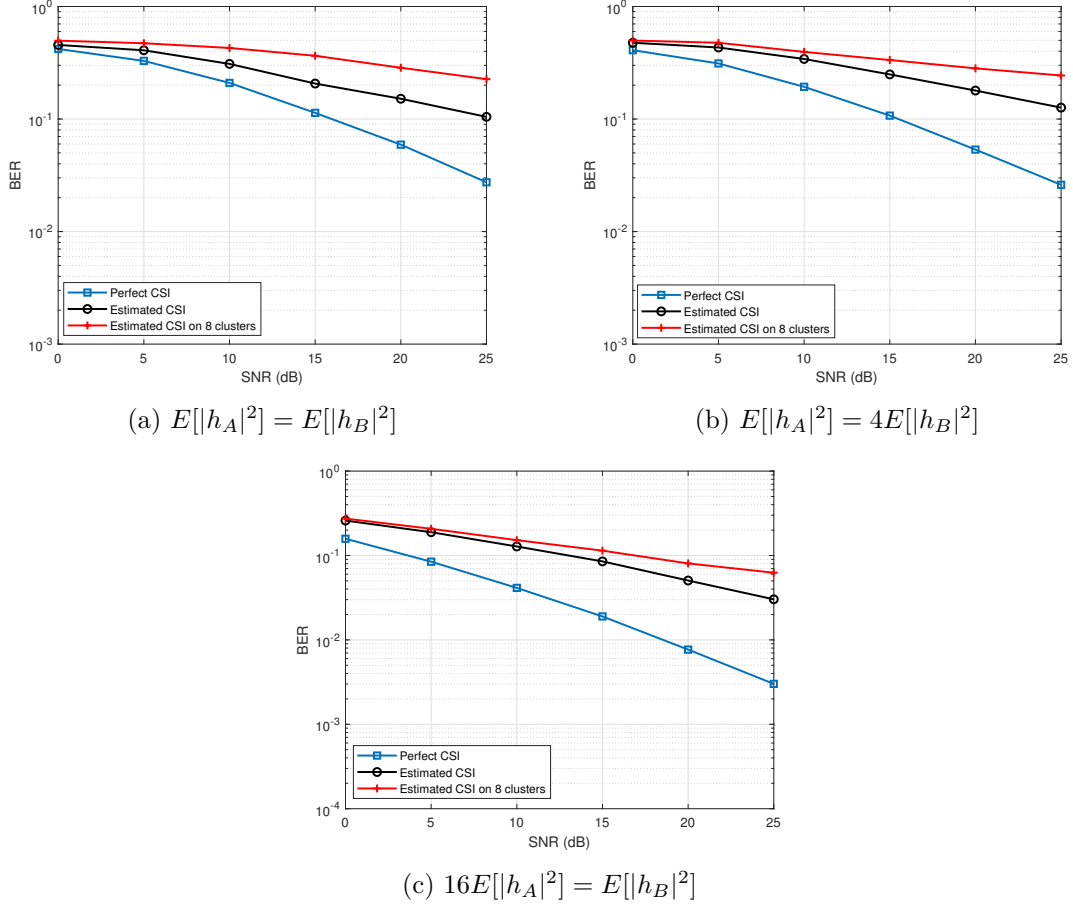 10^0
10^-1
10^-2
10^-3
BER
0 5 10 15 20 25
SNR (dB)
Perfect CSI
Estimated CSI
Estimated CSI on 8 clusters
(a) E[|h_A|^2] = E[|h_B|^2]
10^0
10^-1
10^-2
10^-3
BER
0 5 10 15 20 25
SNR (dB)
Perfect CSI
Estimated CSI
Estimated CSI on 8 clusters
(b) E[|h_A|^2] = 4E[|h_B|^2]
10^0
10^-1
10^-2
10^-3
10^-4
BER
0 5 10 15 20 25
SNR (dB)
Perfect CSI
Estimated CSI
Estimated CSI on 8 clusters
(c) 16E[|h_A|^2] = E[|h_B|^2]